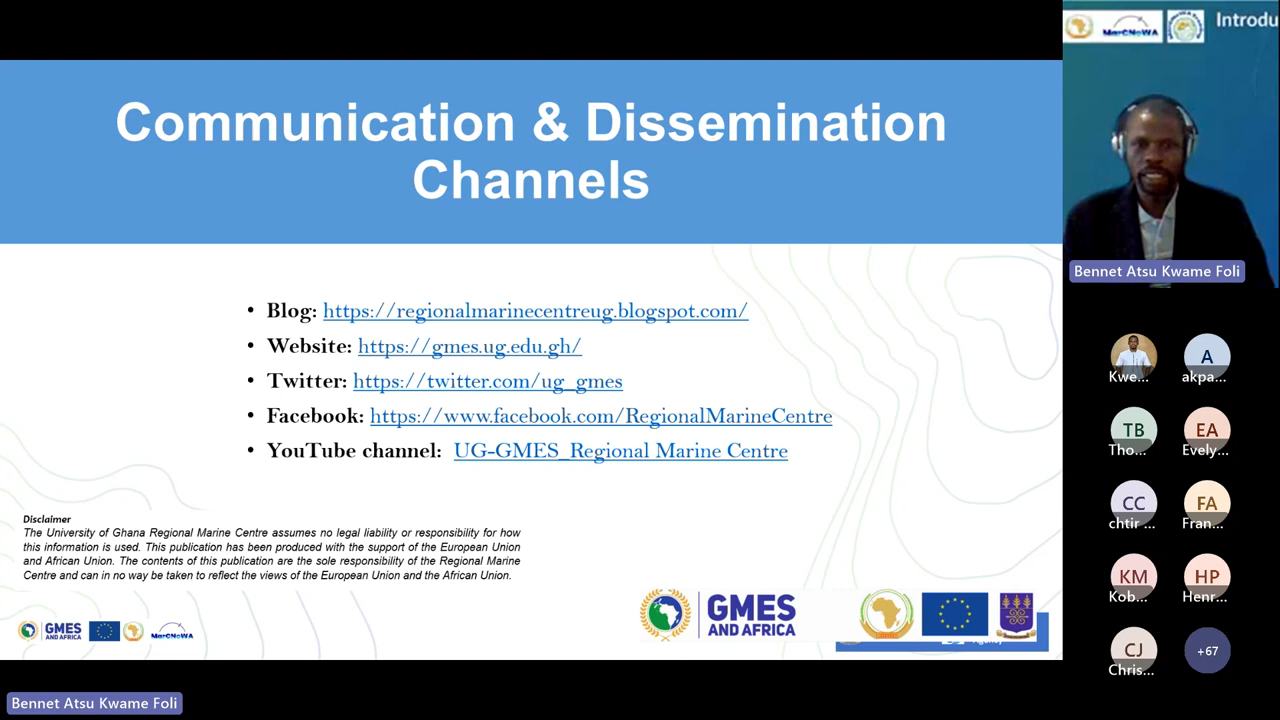 Communication & Dissemination
Channels
• Blog: https://regionalmarinecentreug.blogspot.com/
• Website: https://gmes.ug.edu.gh/
• Twitter: https://twitter.com/ug_gmes
• Facebook: https://www.facebook.com/RegionalMarineCentre
• YouTube channel: UG-GMES_Regional Marine Centre
Disclaimer
The University of Ghana Regional Marine Centre assumes no legal liability or responsibility for how
this information is used. This publication has been produced with the support of the European Union
and African Union. The contents of this publication are the sole responsibility of the Regional Marine
Centre and can in no way be taken to reflect the views of the European Union and the African Union.
GMES
AND AFRICA
MarCNoWA
GMES
AND AFRICA
Bennet Atsu Kwame Foli
MarCNoWA
Introdu
Bennet Atsu Kwame Foli
Kwe...
A
akpa...
TB
Tho...
EA
Evely...
CC
chtir ...
FA
Fran...
KM
Kob...
HP
Henr...
CJ
Chris...
+67